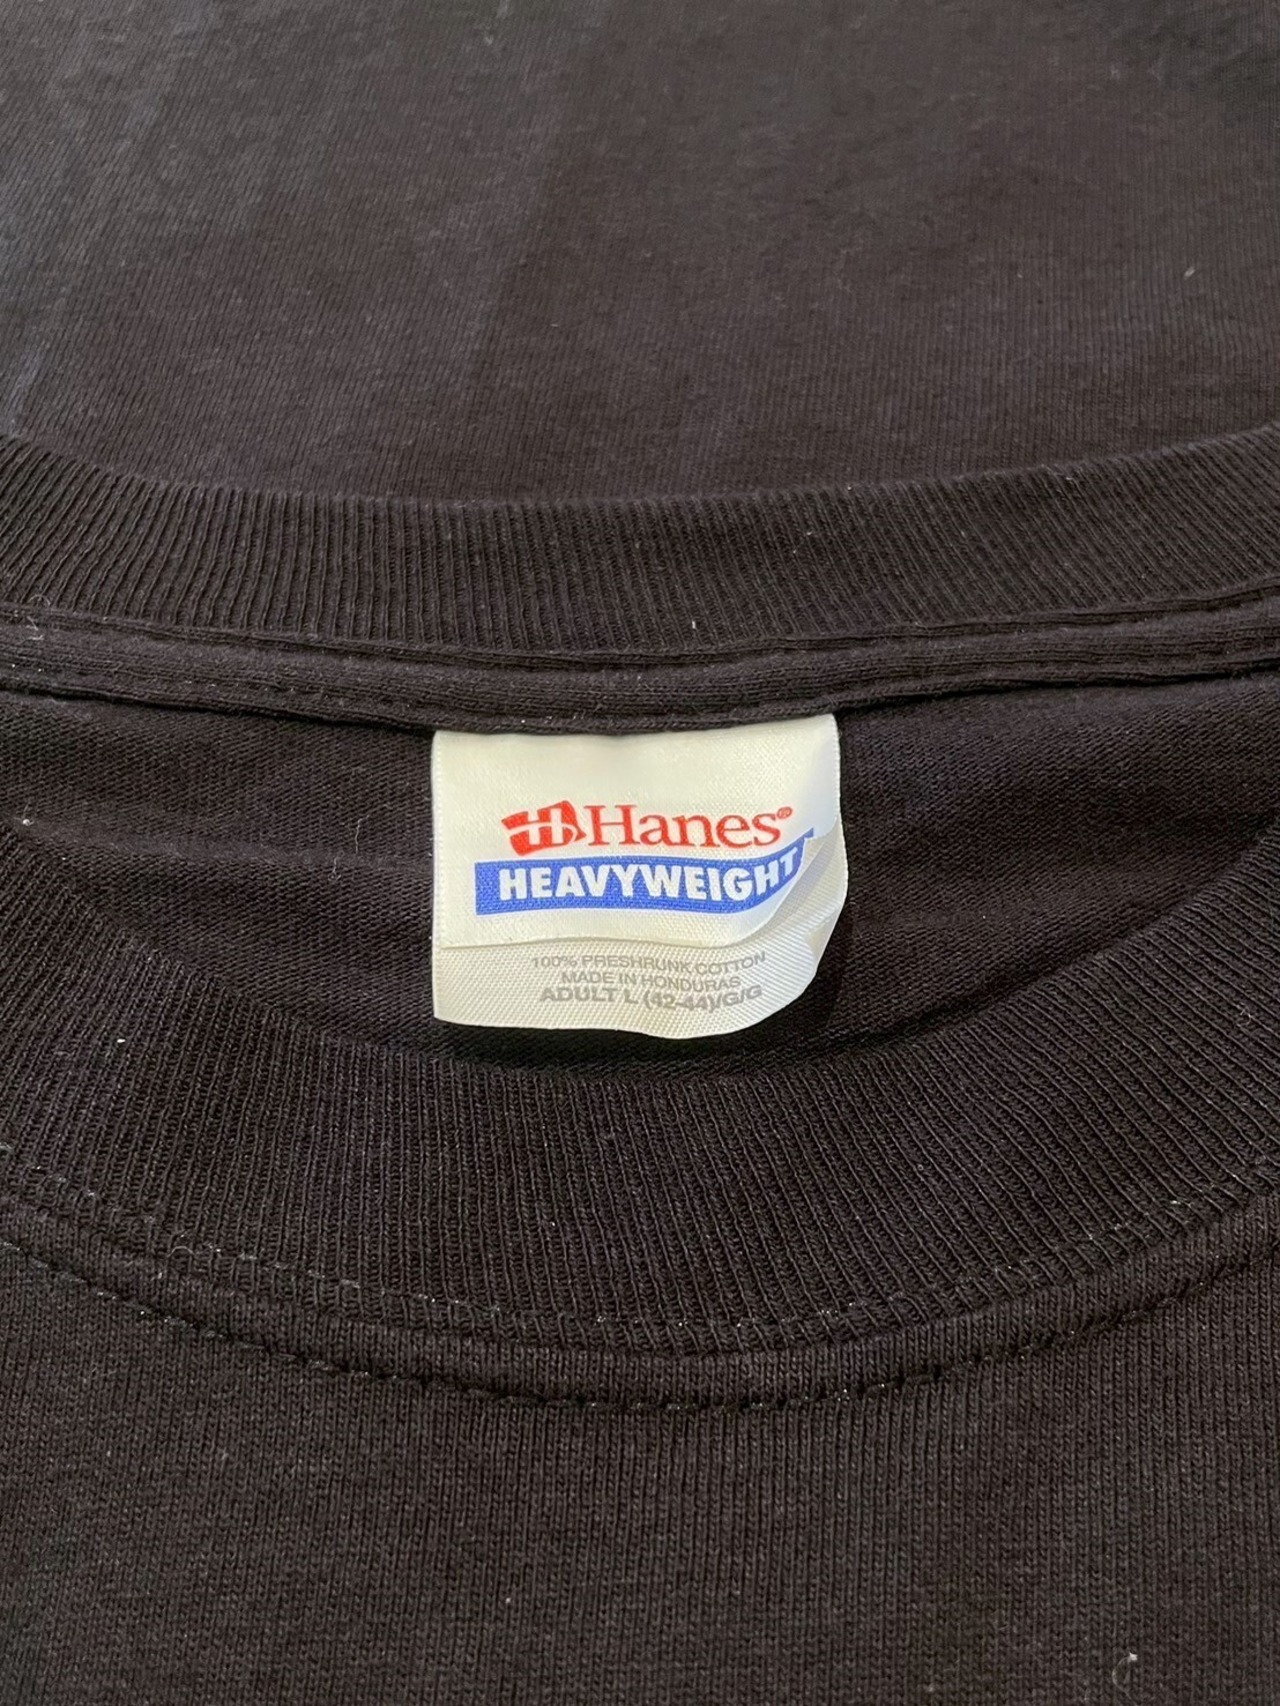 Hanes®
HEAVYWEIGHT
100% PRESHRUNK COTTON
MADE IN HONDURAS
ADULT L (42-44)/G/G